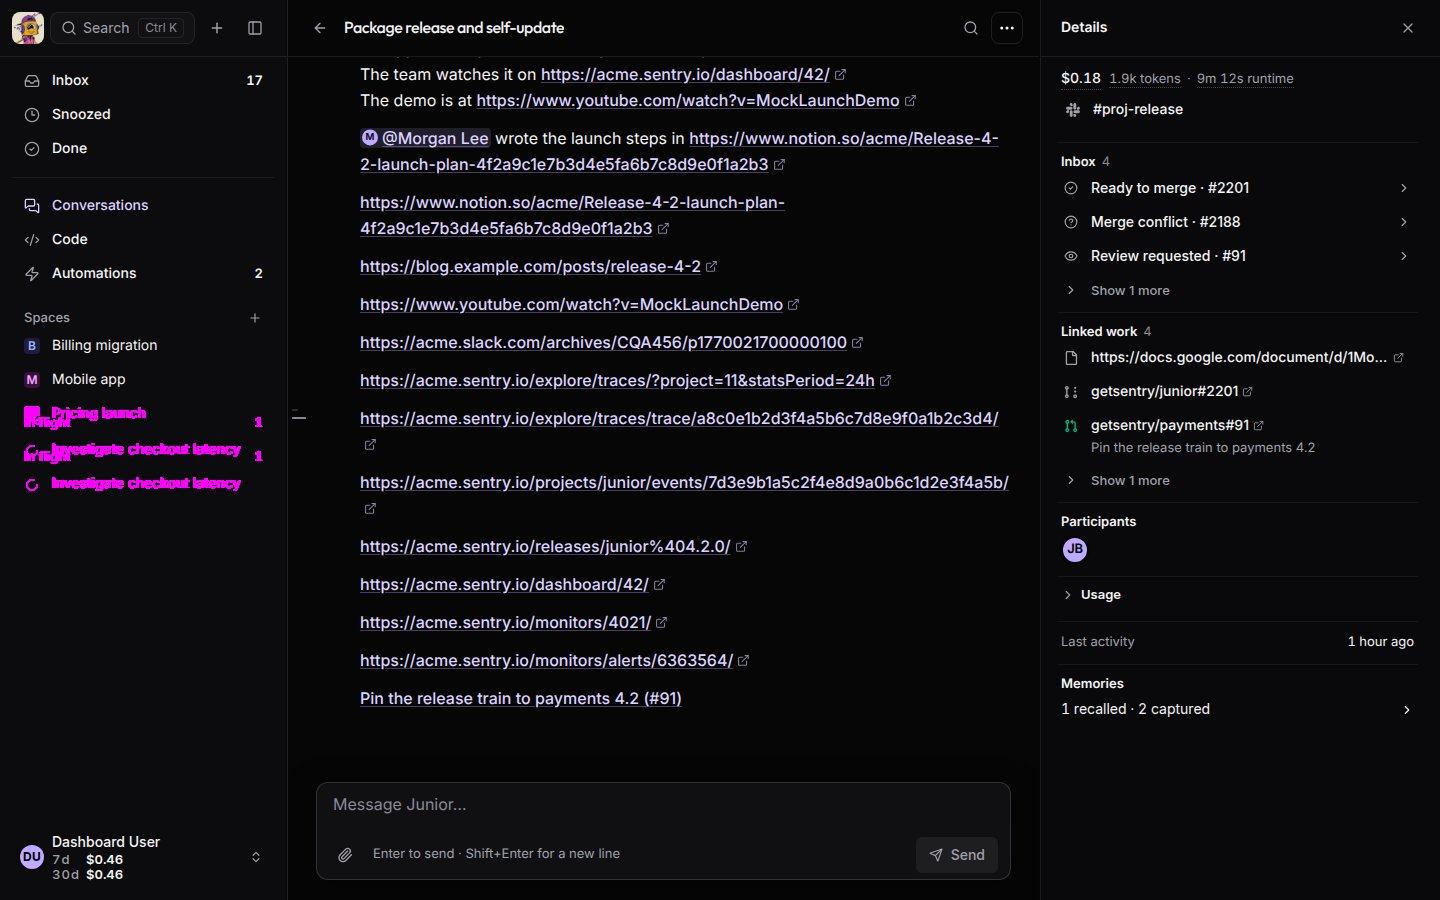 Search Ctrl K
Inbox 17
Snoozed
Done
Conversations
Code
Automations 2
Spaces
B Billing migration
M Mobile app
Pricing launch
In flight 1
Investigate checkout latency
In flight 1
Investigate checkout latency
DU Dashboard User
7d $0.46
30d $0.46
Package release and self-update
The team watches it on https://acme.sentry.io/dashboard/42/
The demo is at https://www.youtube.com/watch?v=MockLaunchDemo
M @Morgan Lee wrote the launch steps in https://www.notion.so/acme/Release-4-
2-launch-plan-4f2a9c1e7b3d4e5fa6b7c8d9e0f1a2b3
https://www.notion.so/acme/Release-4-2-launch-plan-
4f2a9c1e7b3d4e5fa6b7c8d9e0f1a2b3
https://blog.example.com/posts/release-4-2
https://www.youtube.com/watch?v=MockLaunchDemo
https://acme.slack.com/archives/CQA456/p1770021700000100
https://acme.sentry.io/explore/traces/?project=11&statsPeriod=24h
https://acme.sentry.io/explore/traces/trace/a8c0e1b2d3f4a5b6c7d8e9f0a1b2c3d4/
https://acme.sentry.io/projects/junior/events/7d3e9b1a5c2f4e8d9a0b6c1d2e3f4a5b/
https://acme.sentry.io/releases/junior%404.2.0/
https://acme.sentry.io/dashboard/42/
https://acme.sentry.io/monitors/4021/
https://acme.sentry.io/monitors/alerts/6363564/
Pin the release train to payments 4.2 (#91)
Message Junior...
Enter to send · Shift+Enter for a new line
Send
Details
$0.18 1.9k tokens · 9m 12s runtime
#proj-release
Inbox 4
Ready to merge · #2201
Merge conflict · #2188
Review requested · #91
Show 1 more
Linked work 4
https://docs.google.com/document/d/1Mo...
getsentry/junior#2201
getsentry/payments#91
Pin the release train to payments 4.2
Show 1 more
Participants
JB
Usage
Last activity 1 hour ago
Memories
1 recalled · 2 captured